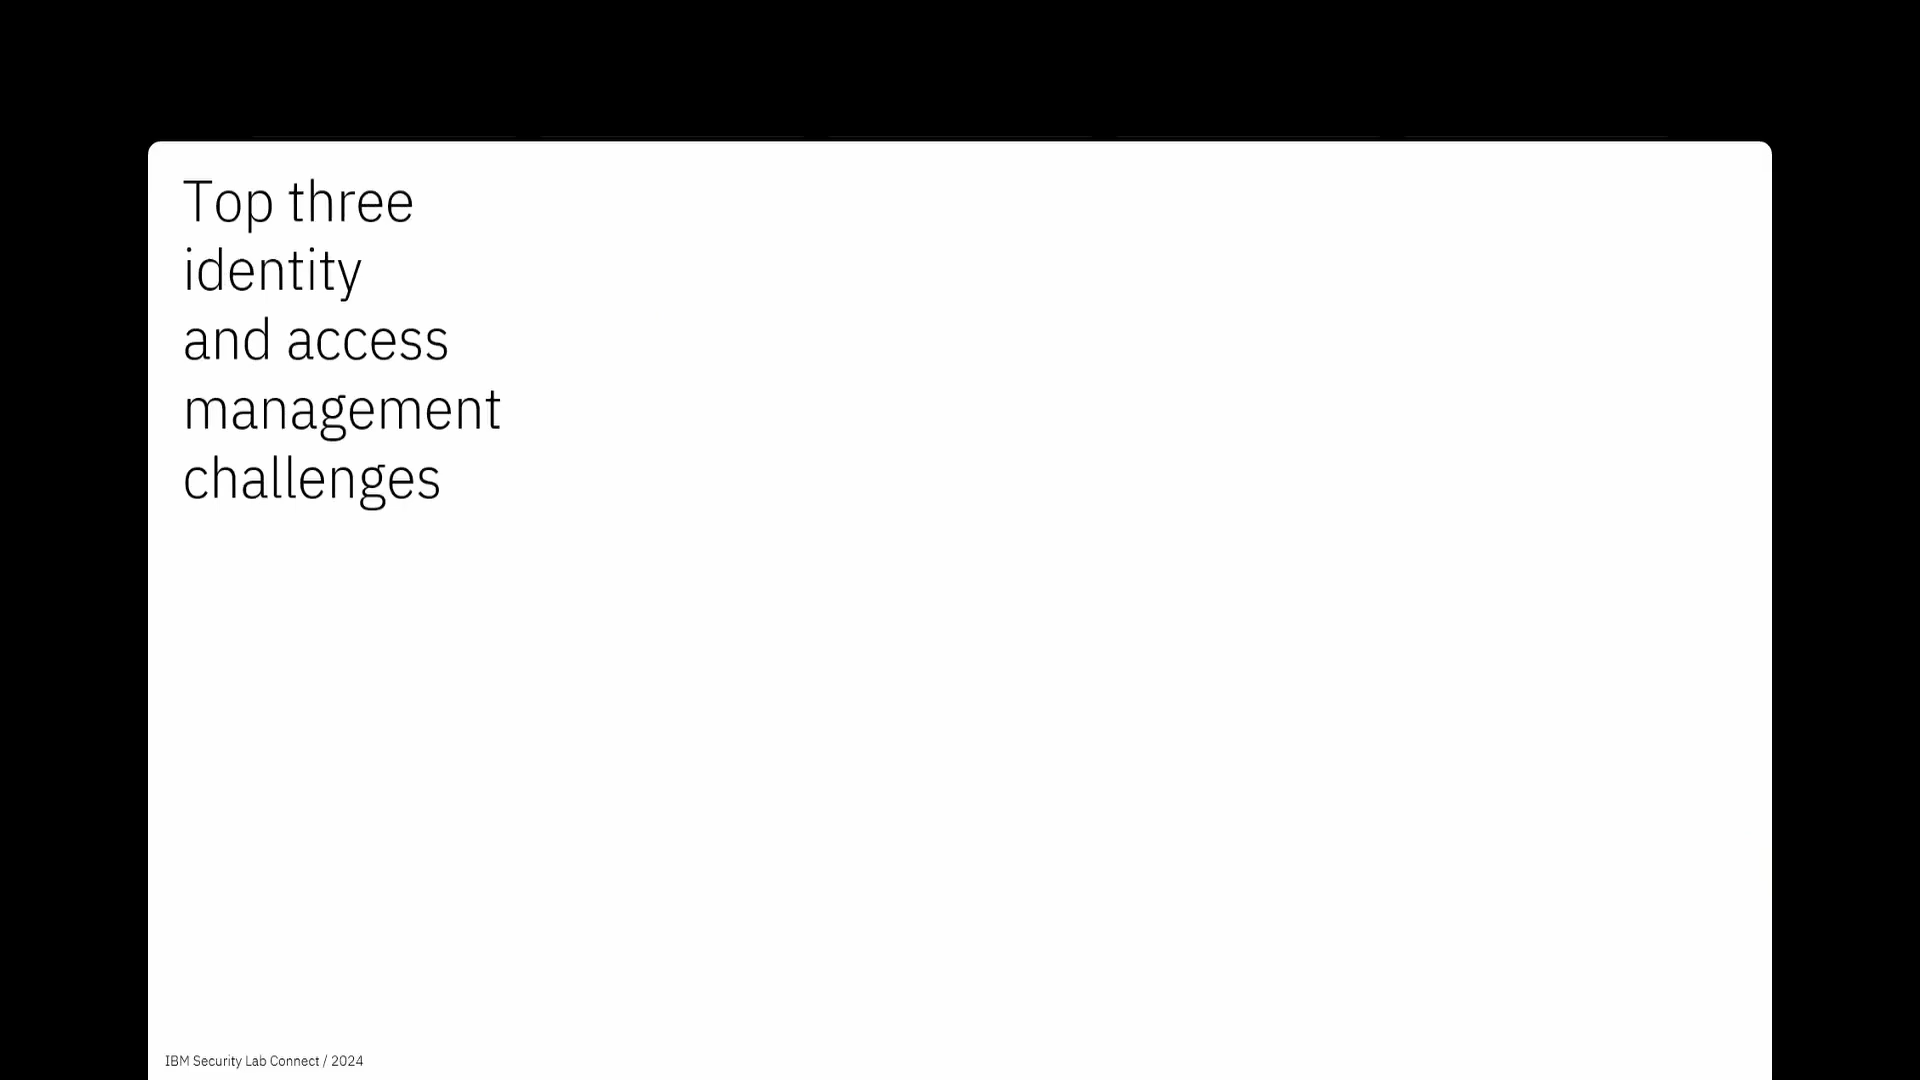 Top three
identity
and access
management
challenges
IBM Security Lab Connect / 2024